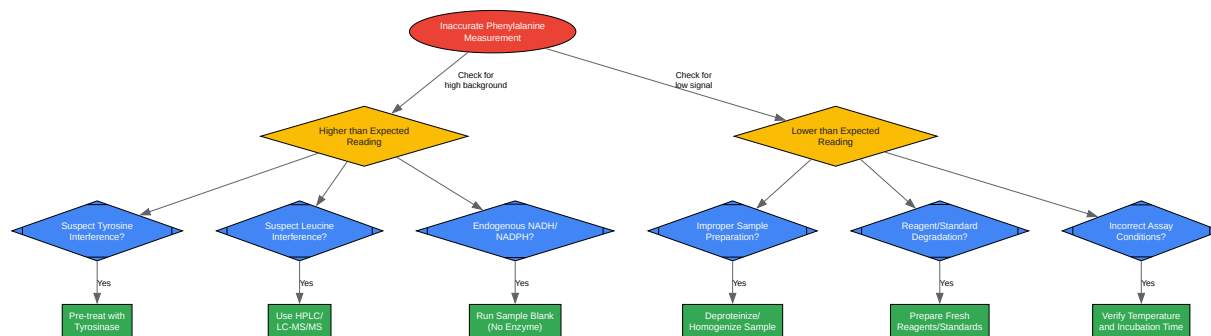 Inaccurate Phenylalanine
Measurement
Check for
high background
Check for
low signal
Higher than Expected
Reading
Lower than Expected
Reading
Suspect Tyrosine
Interference?
Suspect Leucine
Interference?
Endogenous NADH/
NADPH?
Improper Sample
Preparation?
Reagent/Standard
Degradation?
Incorrect Assay
Conditions?
Yes
Yes
Yes
Yes
Yes
Yes
Pre-treat with
Tyrosinase
Use HPLC/
LC-MS/MS
Run Sample Blank
(No Enzyme)
Deproteinize/
Homogenize Sample
Prepare Fresh
Reagents/Standards
Verify Temperature
and Incubation Time